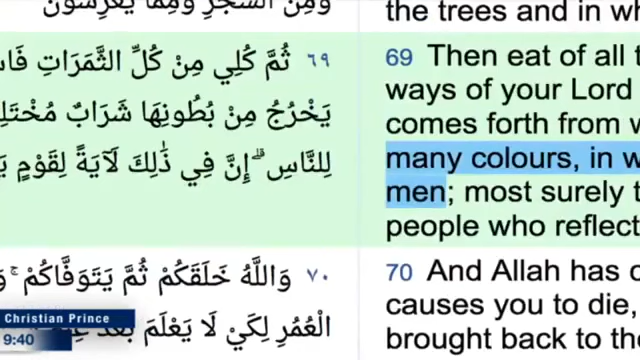 وَمِنَ الشَّجَرِ وَمِمَّا يَعْرِشُونَ
٦٩ ثُمَّ كُلِي مِنْ كُلِّ الثَّمَرَاتِ
يَخْرُجُ مِنْ بُطُونِهَا شَرَابٌ
لِلنَّاسِ ۗ إِنَّ فِي ذَٰلِكَ لَآيَةً لِقَوْمٍ
٧٠ وَاللَّهُ خَلَقَكُمْ ثُمَّ يَتَوَفَّاكُمْ ۚ
الْعُمُرِ لِكَيْ لَا يَعْلَمَ بَعْدَ
the trees and in
69 Then eat of all
ways of your Lord
comes forth from
many colours, in
men; most surely
people who reflect
70 And Allah has
causes you to die,
brought back to
Christian Prince
9:40